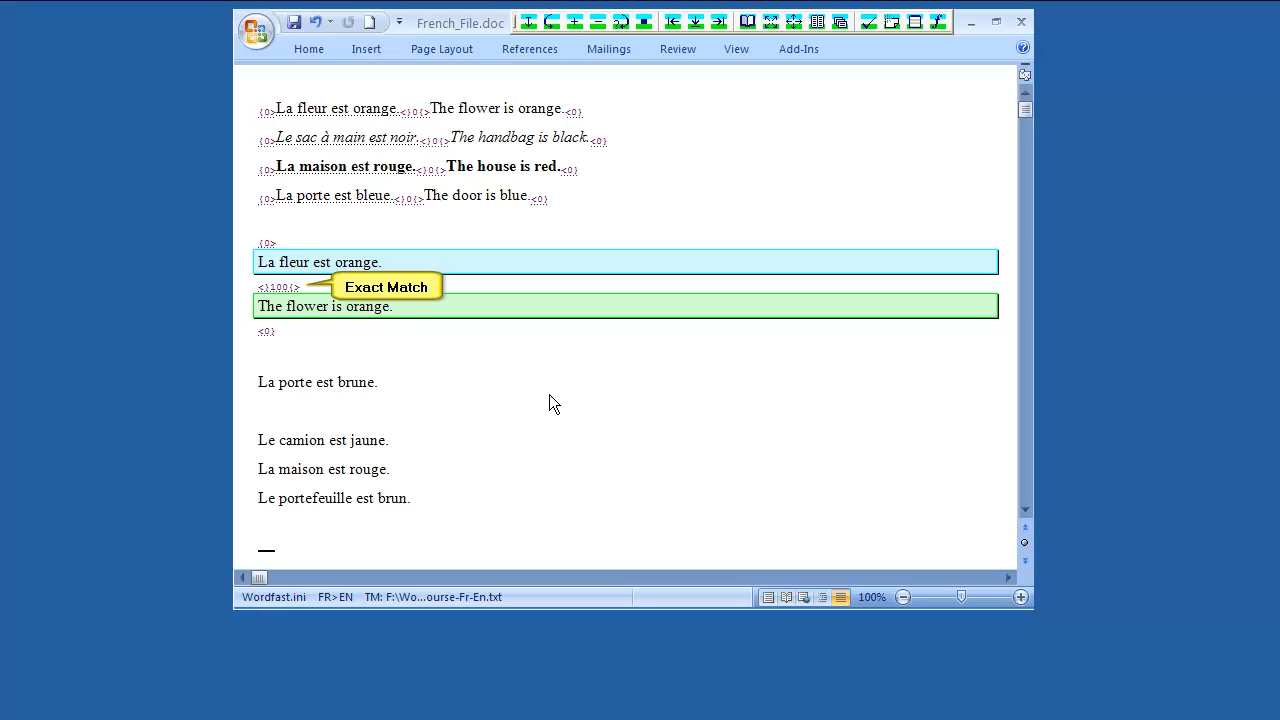 French_File.doc
Home Insert Page Layout References Mailings Review View Add-Ins
{0>La fleur est orange.<}0{>The flower is orange.<0}
{0>Le sac à main est noir.<}0{>The handbag is black.<0}
{0>La maison est rouge.<}0{>The house is red.<0}
{0>La porte est bleue.<}0{>The door is blue.<0}
{0>
La fleur est orange.
<}100{> Exact Match
The flower is orange.
<0}
La porte est brune.
Le camion est jaune.
La maison est rouge.
Le portefeuille est brun.
Wordfast.ini FR>EN TM: F:\Wo...ourse-Fr-En.txt 100%